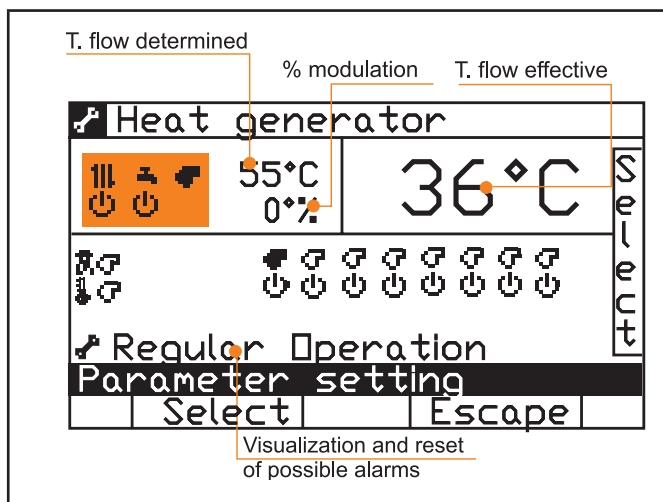 T. flow determined
% modulation
T. flow effective
Heat generator
55°C
0°%
36°C
Select
Regular Operation
Parameter setting
Select
Escape
Visualization and reset
of possible alarms